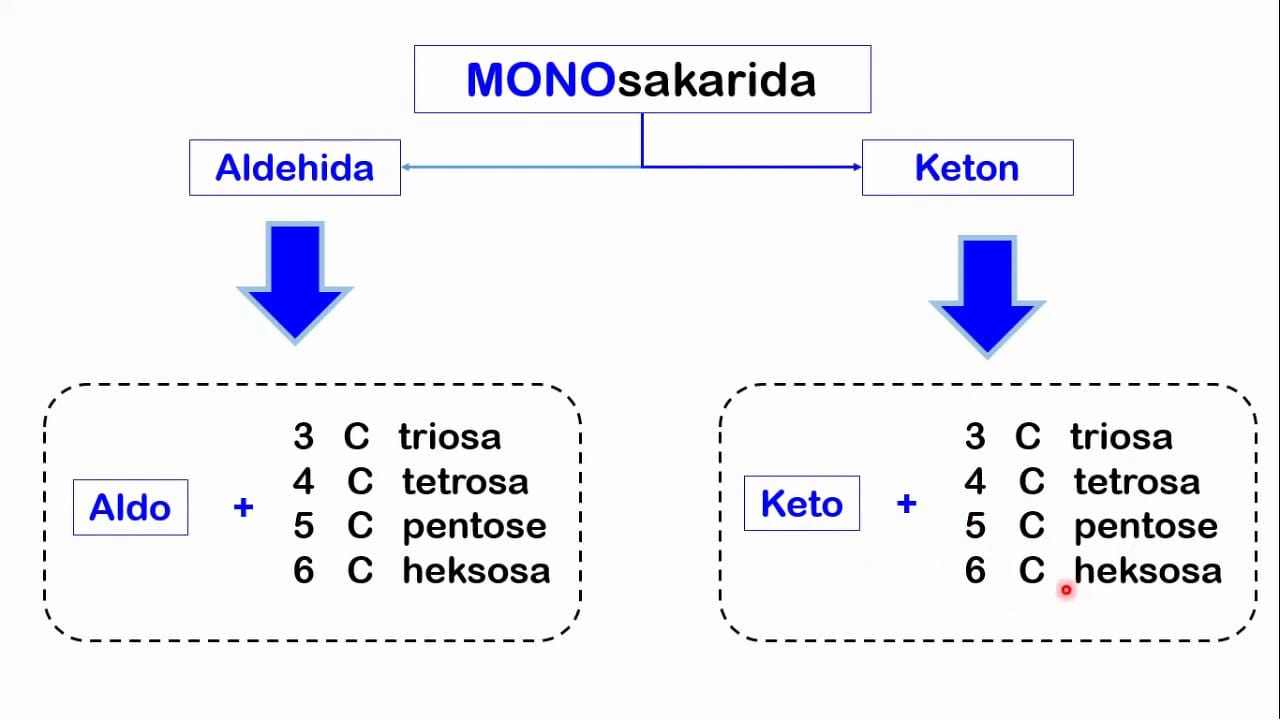 MONOsakarida
Aldehida
Keton
Aldo
+
3 C triosa
4 C tetrosa
5 C pentose
6 C heksosa
Keto
+
3 C triosa
4 C tetrosa
5 C pentose
6 C heksosa